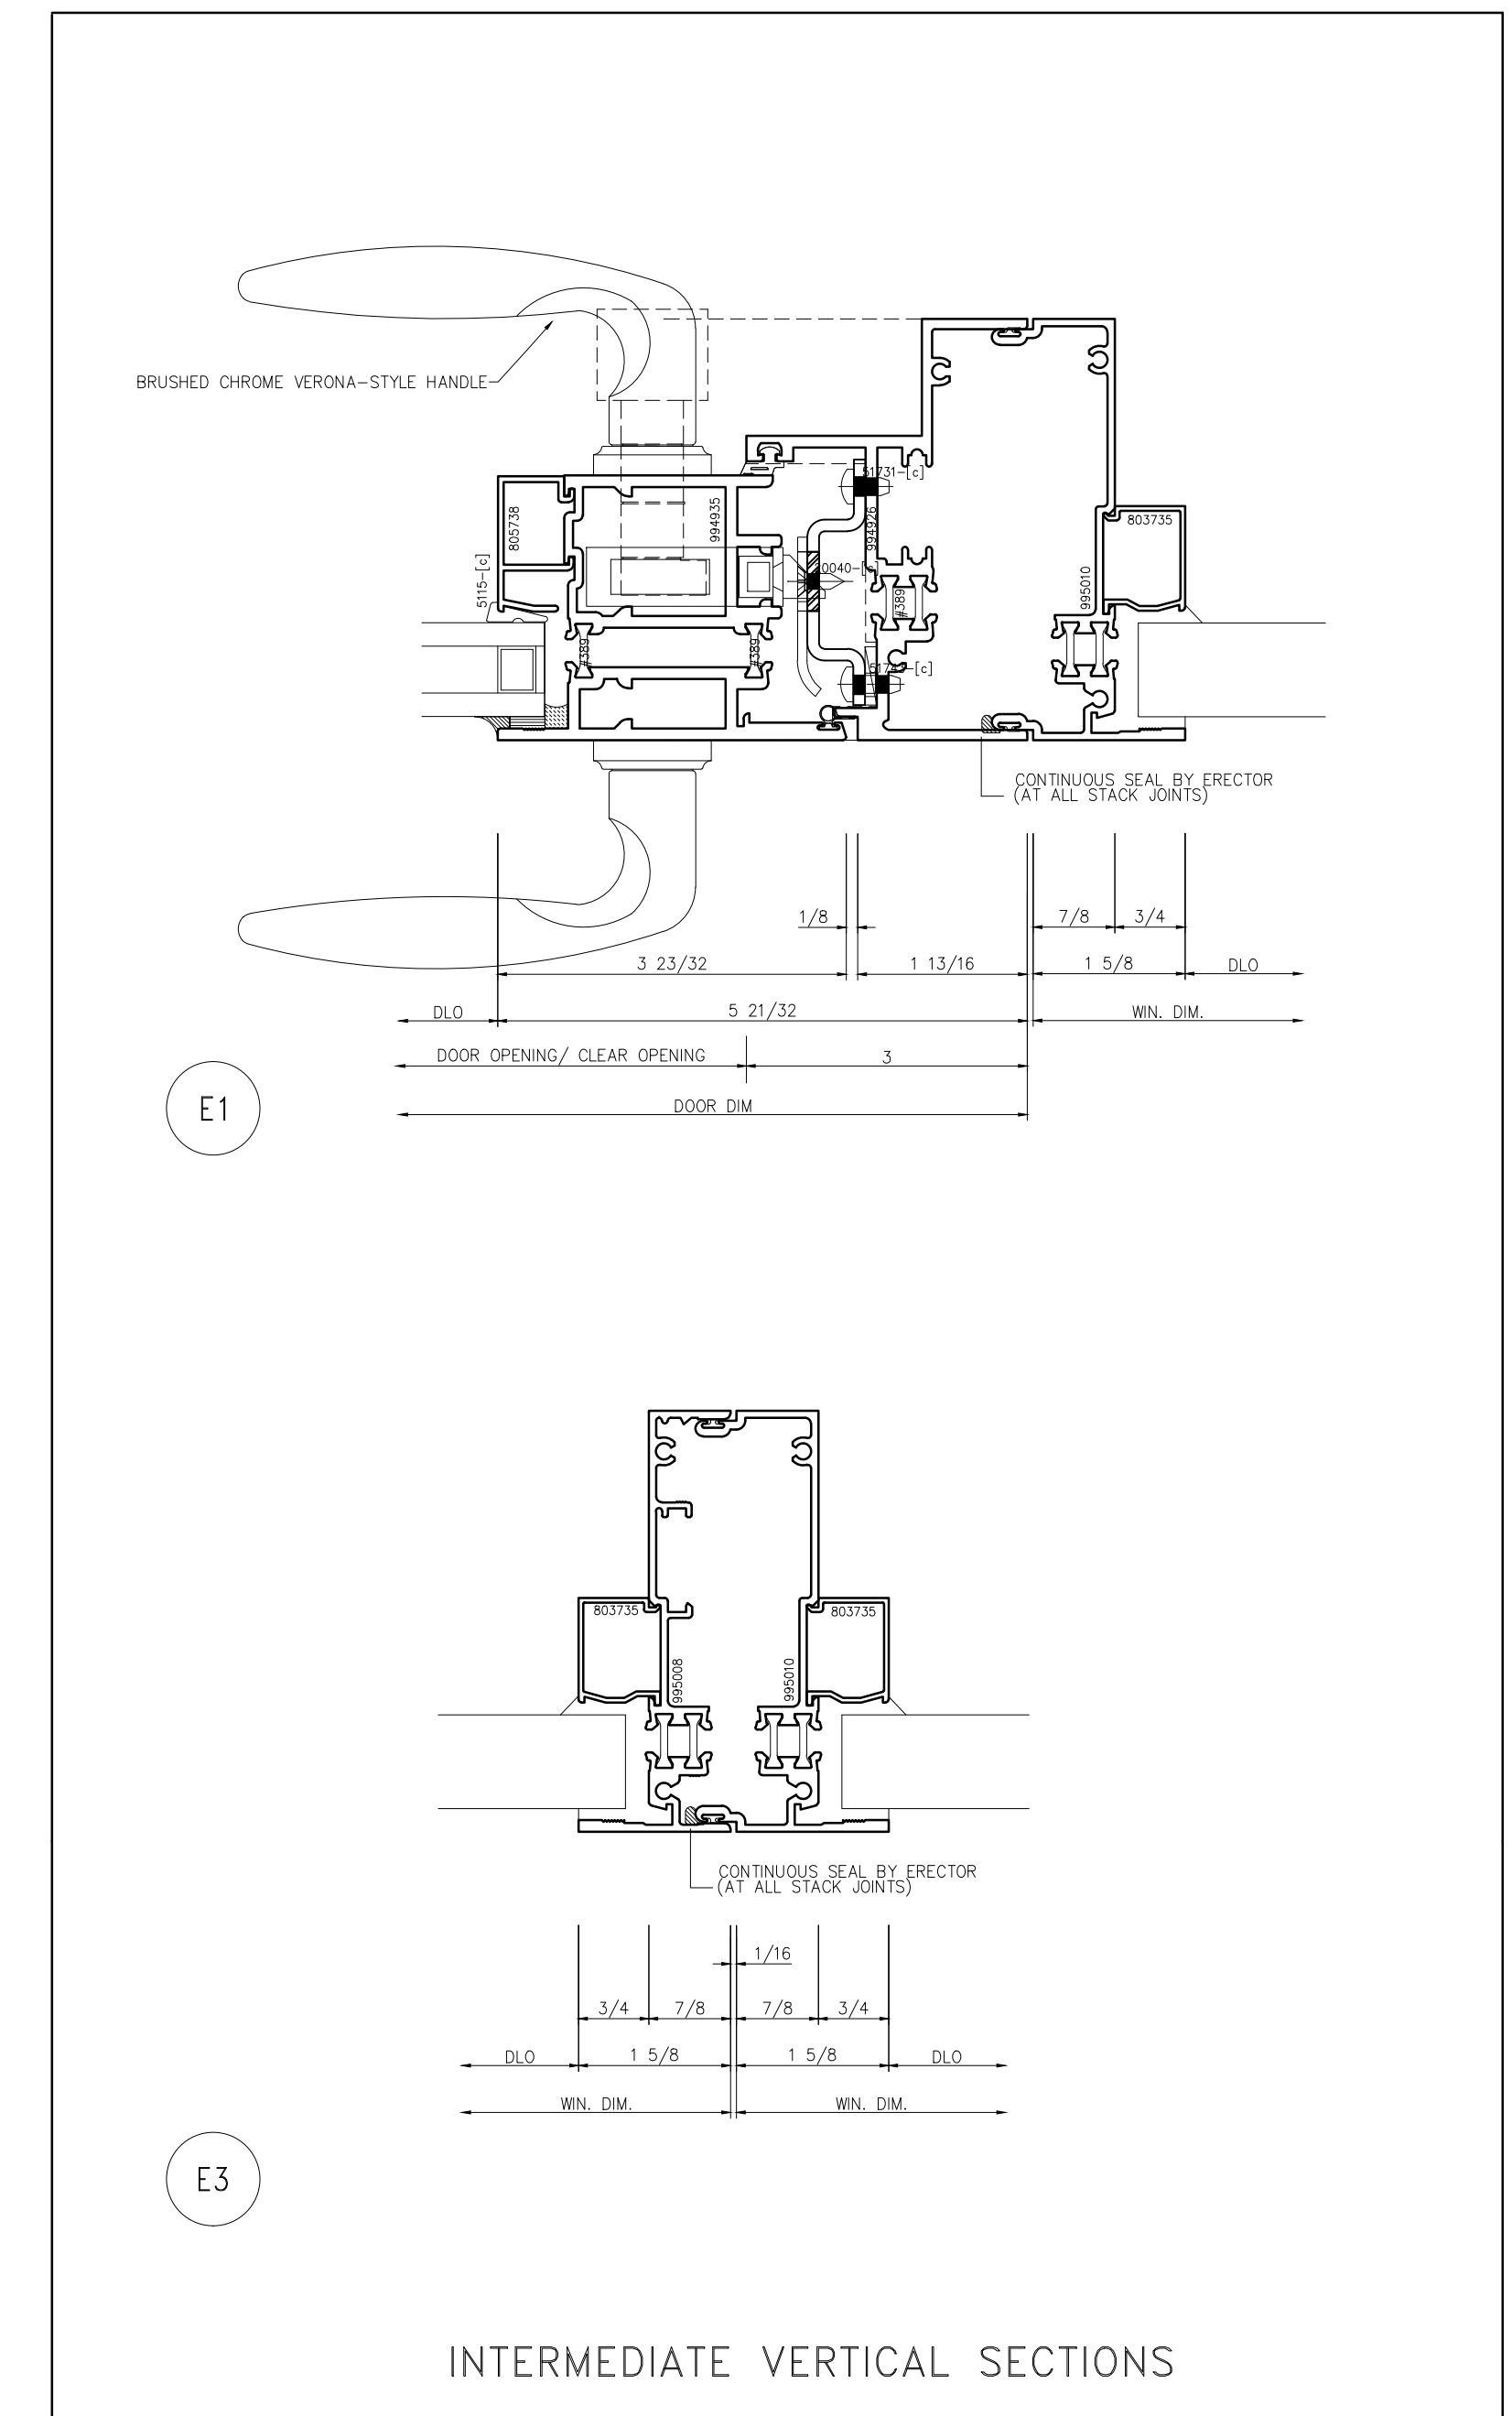 BRUSHED CHROME VERONA-STYLE HANDLE
51731-[c]
805738
994935
994926
803735
5115-[c]
0040-[c]
995010
#389
#389
#389
51743-[c]
CONTINUOUS SEAL BY ERECTOR
(AT ALL STACK JOINTS)
1/8
7/8
3/4
3 23/32
1 13/16
1 5/8
DLO
DLO
5 21/32
WIN. DIM.
DOOR OPENING/ CLEAR OPENING
3
DOOR DIM
E1
803735
803735
995008
995010
CONTINUOUS SEAL BY ERECTOR
(AT ALL STACK JOINTS)
1/16
3/4
7/8
7/8
3/4
DLO
1 5/8
1 5/8
DLO
WIN. DIM.
WIN. DIM.
E3
INTERMEDIATE VERTICAL SECTIONS